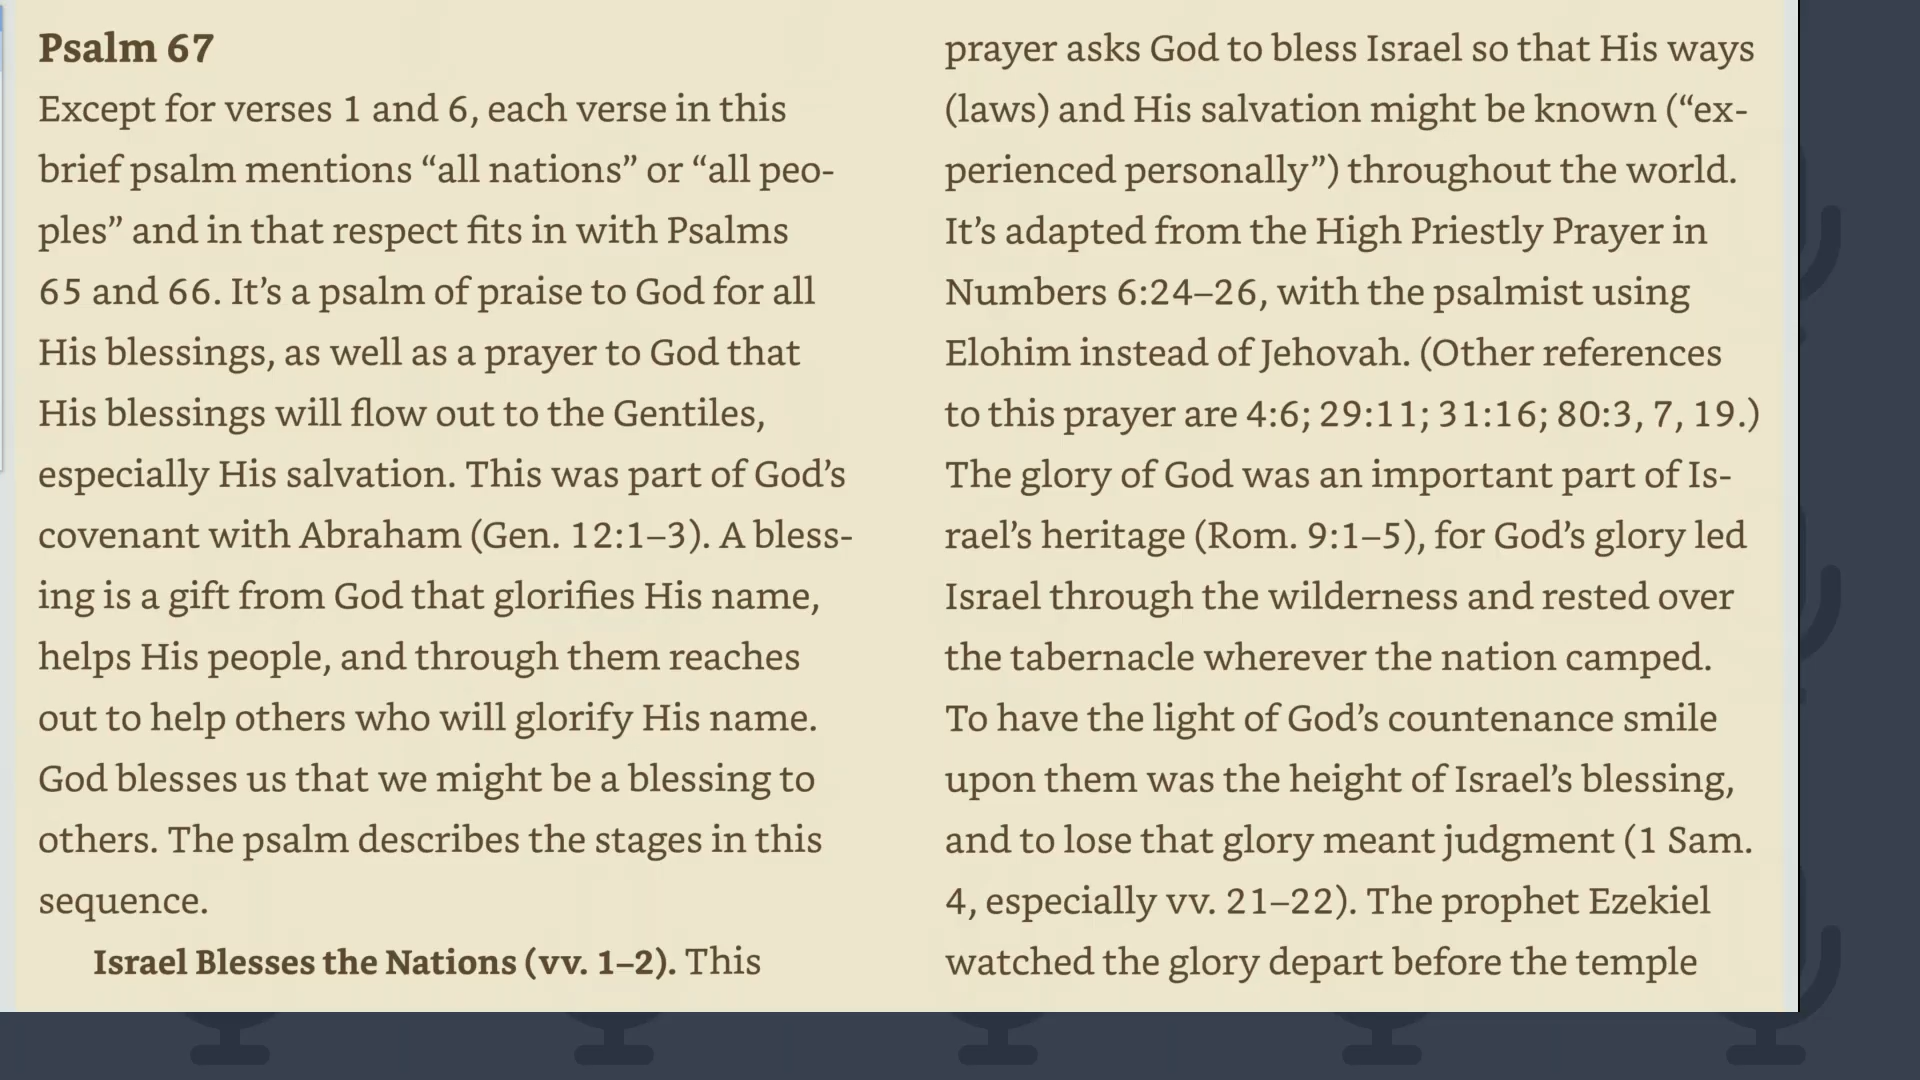 Psalm 67
Except for verses 1 and 6, each verse in this
brief psalm mentions “all nations” or “all peo-
ples” and in that respect fits in with Psalms
65 and 66. It’s a psalm of praise to God for all
His blessings, as well as a prayer to God that
His blessings will flow out to the Gentiles,
especially His salvation. This was part of God’s
covenant with Abraham (Gen. 12:1–3). A bless-
ing is a gift from God that glorifies His name,
helps His people, and through them reaches
out to help others who will glorify His name.
God blesses us that we might be a blessing to
others. The psalm describes the stages in this
sequence.
Israel Blesses the Nations (vv. 1–2). This
prayer asks God to bless Israel so that His ways
(laws) and His salvation might be known (“ex-
perienced personally”) throughout the world.
It’s adapted from the High Priestly Prayer in
Numbers 6:24–26, with the psalmist using
Elohim instead of Jehovah. (Other references
to this prayer are 4:6; 29:11; 31:16; 80:3, 7, 19.)
The glory of God was an important part of Is-
rael’s heritage (Rom. 9:1–5), for God’s glory led
Israel through the wilderness and rested over
the tabernacle wherever the nation camped.
To have the light of God’s countenance smile
upon them was the height of Israel’s blessing,
and to lose that glory meant judgment (1 Sam.
4, especially vv. 21–22). The prophet Ezekiel
watched the glory depart before the temple